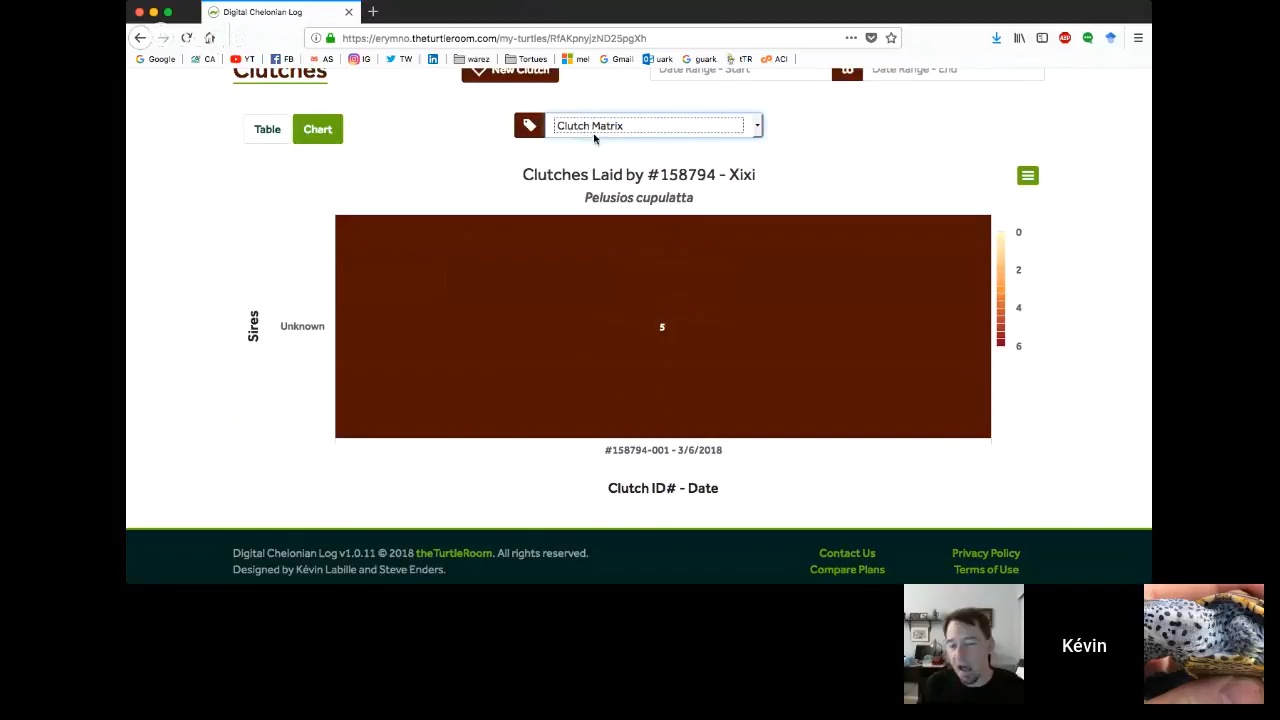 Digital Chelonian Log
https://erymno.theturtleroom.com/my-turtles/RfAKpnyjzND25pgXh
Google CA YT FB AS IG TW warez Tortues me! Gmail uark guark tTR ACI
Clutches New Clutch Date Range - Start Date Range - End
Table Chart Clutch Matrix
Clutches Laid by #158794 - Xixi
Pelusios cupulatta
0
2
4
6
Sires
Unknown
5
#158794-001 - 3/6/2018
Clutch ID# - Date
Digital Chelonian Log v1.0.11 © 2018 theTurtleRoom. All rights reserved.
Designed by Kévin Labille and Steve Enders.
Contact Us Privacy Policy
Compare Plans Terms of Use
Kévin